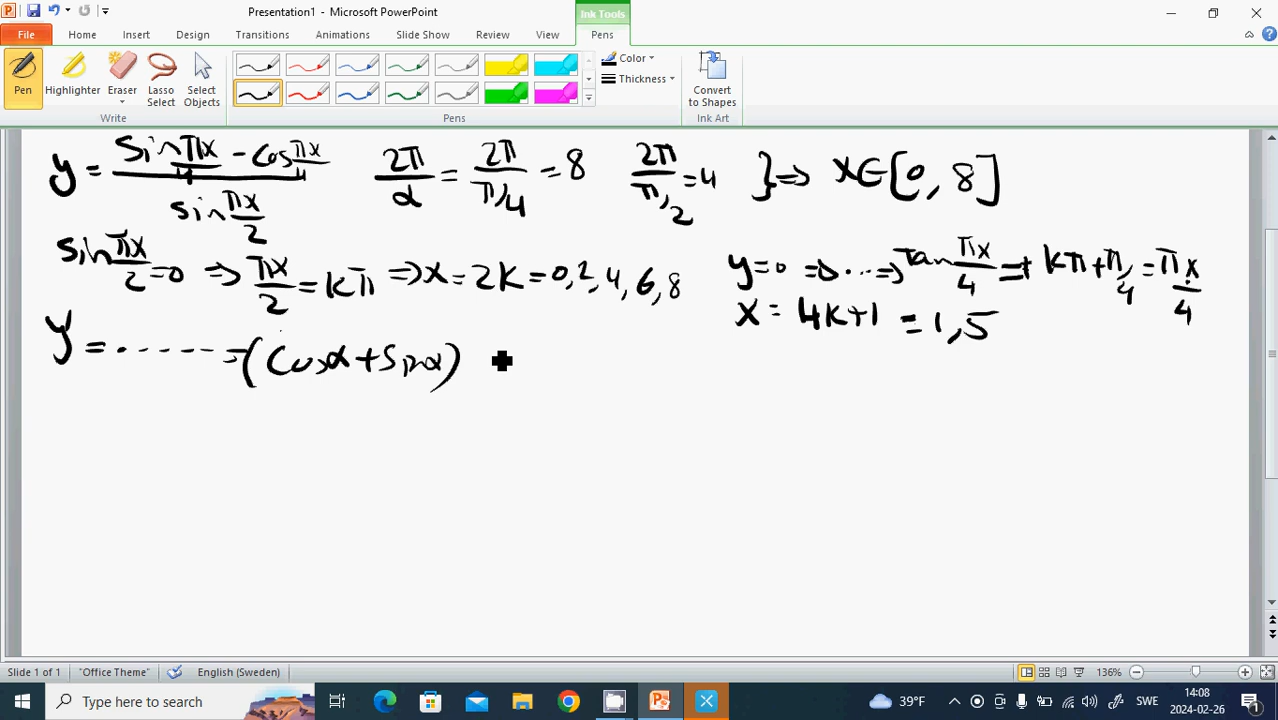 Presentation1 - Microsoft PowerPoint
Ink Tools
File Home Insert Design Transitions Animations Slide Show Review View Pens
Pen Highlighter Eraser Lasso Select Select Objects
Color
Thickness
Convert to Shapes
Write Pens Ink Art
y = (sin πx/4 - cos πx/4) / (sin πx/2) 2π/α = 2π/(π/4) = 8 2π/(π/2) = 4 } ⇒ x∈[0, 8]
sin πx/2 = 0 ⇒ πx/2 = kπ ⇒ x = 2k = 0, 2, 4, 6, 8
y = 0 ⇒ ... ⇒ tan πx/4 = + kπ + π/4 = πx/4
x = 4k+1 = 1, 5
y' = ....... = (cosα + sinα)
Slide 1 of 1 "Office Theme" English (Sweden) 136%
Type here to search 39°F SWE 14:08
2024-02-26 1